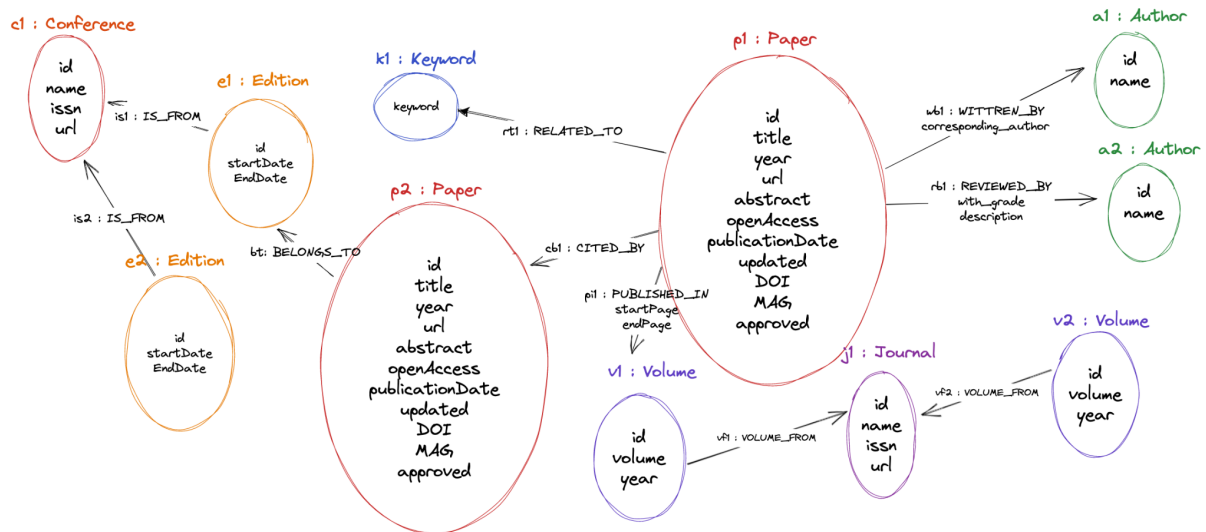 c1 : Conference
id
name
issn
url
is1 : IS_FROM
e1 : Edition
id
startDate
EndDate
is2 : IS_FROM
e2 : Edition
id
startDate
EndDate
bt: BELONGS_TO
k1 : Keyword
keyword
rt1 : RELATED_TO
p2 : Paper
id
title
year
url
abstract
openAccess
publicationDate
updated
DOI
MAG
approved
cb1 : CITED_BY
p1 : Paper
id
title
year
url
abstract
openAccess
publicationDate
updated
DOI
MAG
approved
pi1 : PUBLISHED_IN
startPage
endPage
wb1 : WITTREN_BY
corresponding_author
a1 : Author
id
name
rb1 : REVIEWED_BY
with_grade
description
a2 : Author
id
name
v1 : Volume
id
volume
year
vf1 : VOLUME_FROM
j1 : Journal
id
name
issn
url
vf2 : VOLUME_FROM
v2 : Volume
id
volume
year